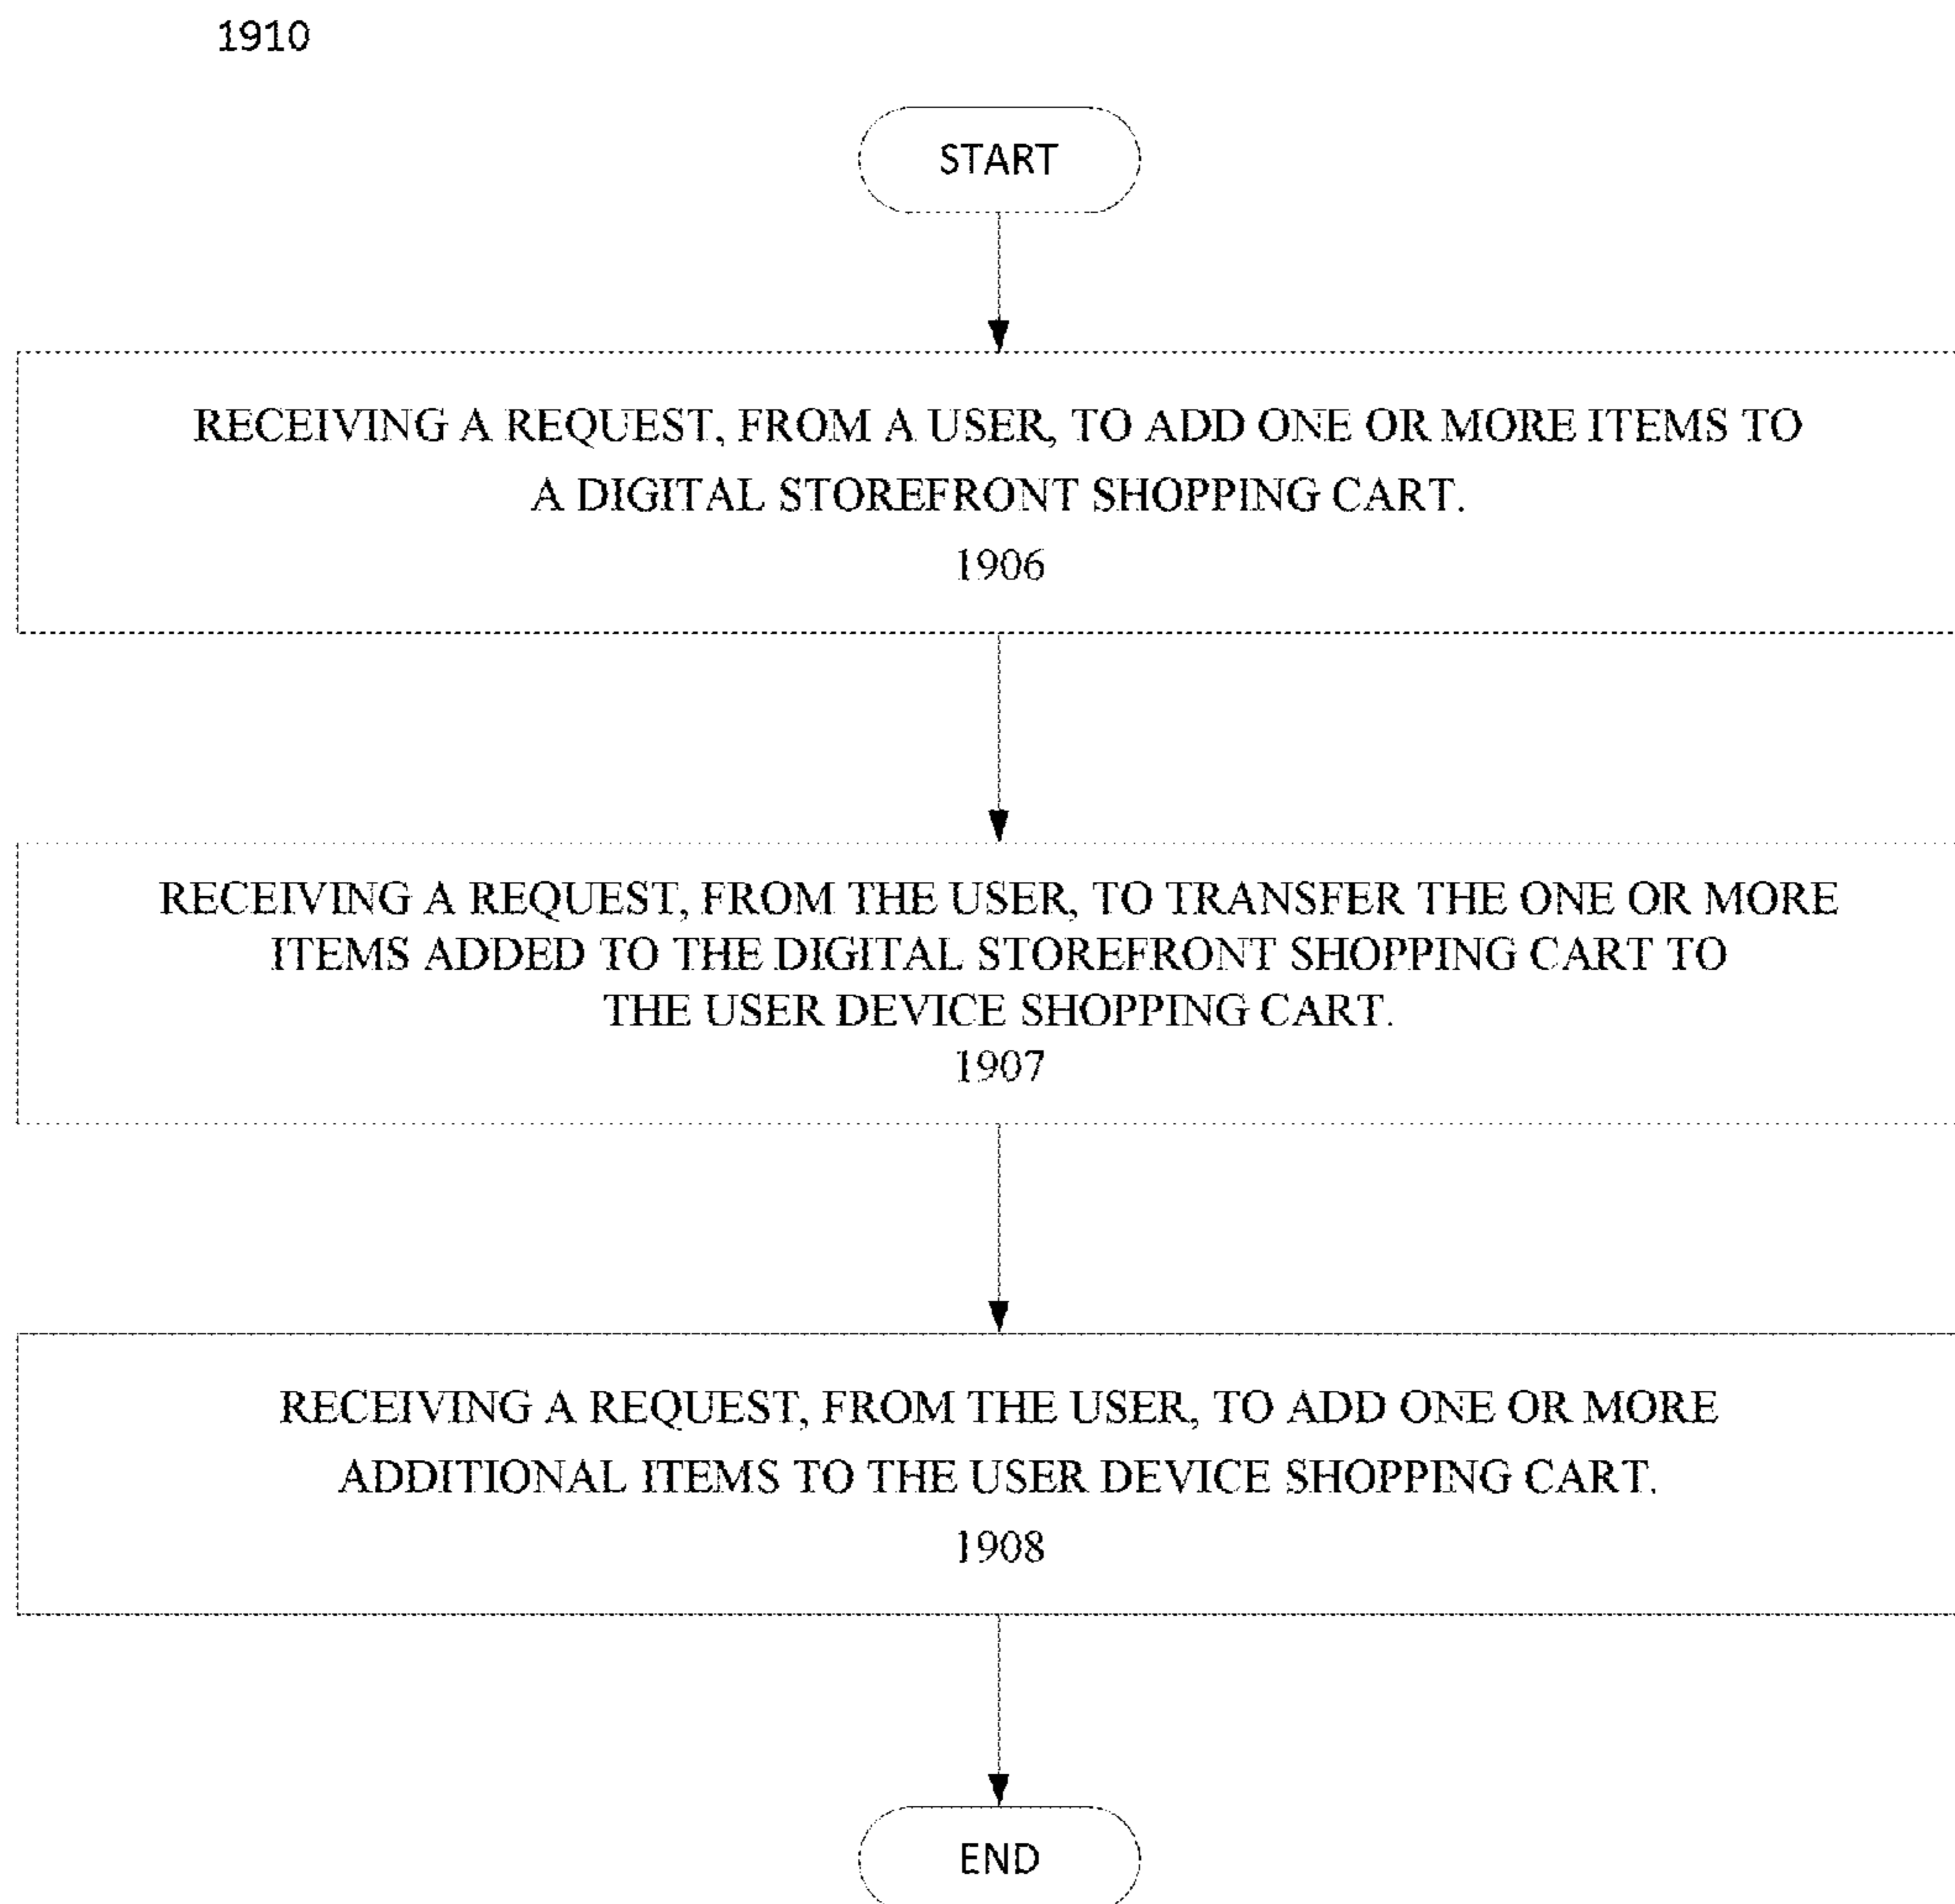 1910
START
RECEIVING A REQUEST, FROM A USER, TO ADD ONE OR MORE ITEMS TO
A DIGITAL STOREFRONT SHOPPING CART.
1906
RECEIVING A REQUEST, FROM THE USER, TO TRANSFER THE ONE OR MORE
ITEMS ADDED TO THE DIGITAL STOREFRONT SHOPPING CART TO
THE USER DEVICE SHOPPING CART.
1907
RECEIVING A REQUEST, FROM THE USER, TO ADD ONE OR MORE
ADDITIONAL ITEMS TO THE USER DEVICE SHOPPING CART.
1908
END